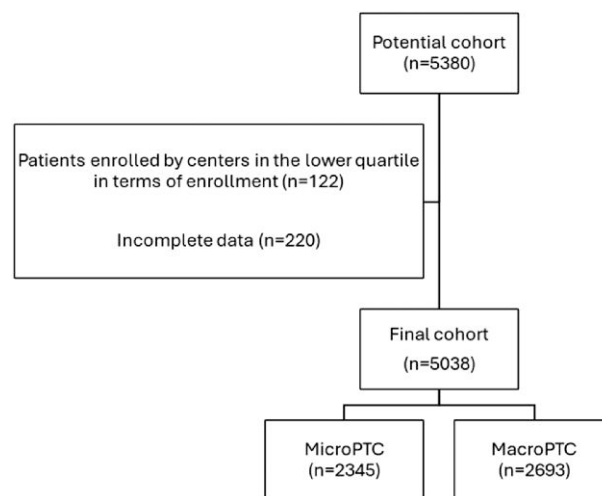 Potential cohort
(n=5380)
Patients enrolled by centers in the lower quartile
in terms of enrollment (n=122)
Incomplete data (n=220)
Final cohort
(n=5038)
MicroPTC
(n=2345)
MacroPTC
(n=2693)